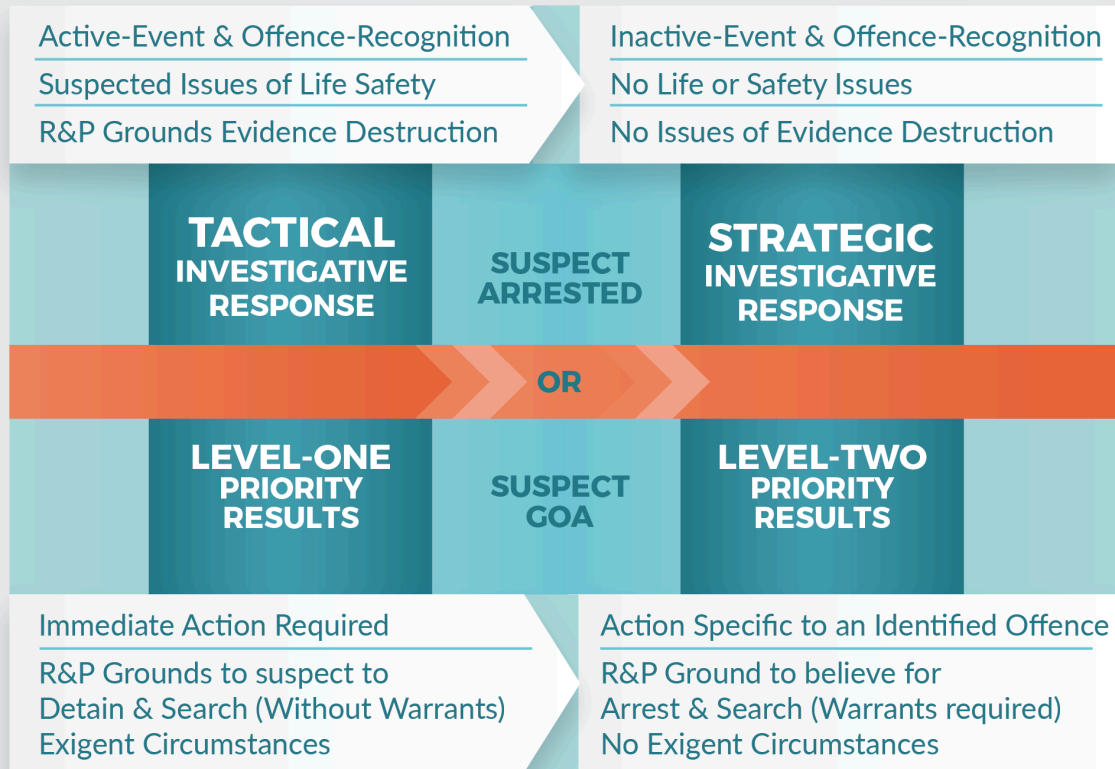 Active-Event & Offence-Recognition
Suspected Issues of Life Safety
R&P Grounds Evidence Destruction
Inactive-Event & Offence-Recognition
No Life or Safety Issues
No Issues of Evidence Destruction
TACTICAL
INVESTIGATIVE
RESPONSE
SUSPECT
ARRESTED
STRATEGIC
INVESTIGATIVE
RESPONSE
OR
LEVEL-ONE
PRIORITY
RESULTS
SUSPECT
GOA
LEVEL-TWO
PRIORITY
RESULTS
Immediate Action Required
R&P Grounds to suspect to
Detain & Search (Without Warrants)
Exigent Circumstances
Action Specific to an Identified Offence
R&P Ground to believe for
Arrest & Search (Warrants required)
No Exigent Circumstances